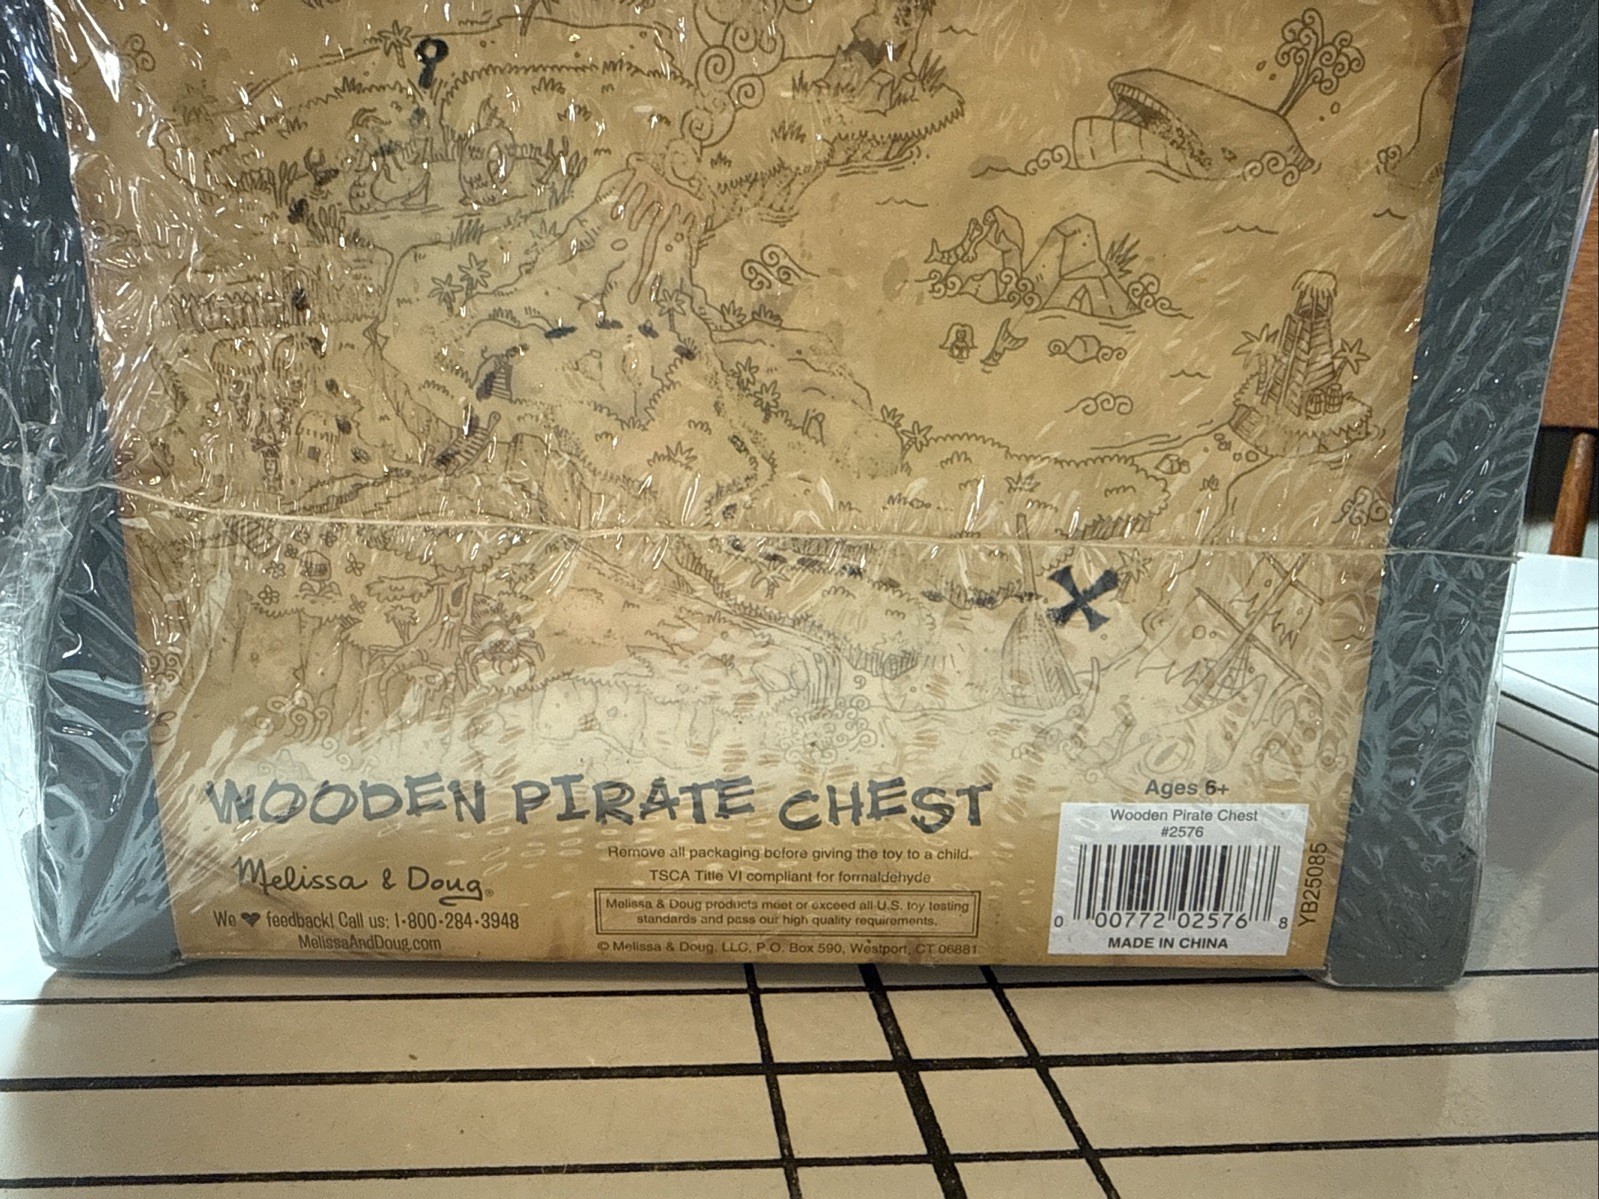 WOODEN PIRATE CHEST
Melissa & Doug®
We ♥ feedback! Call us: 1-800-284-3948
MelissaAndDoug.com
Remove all packaging before giving the toy to a child.
TSCA Title VI compliant for formaldehyde
Melissa & Doug products meet or exceed all U.S. toy testing
standards and pass our high quality requirements.
© Melissa & Doug, LLC, P.O. Box 590, Westport, CT 06881
Ages 6+
Wooden Pirate Chest
#2576
0 00772 02576 8
MADE IN CHINA
YB25085